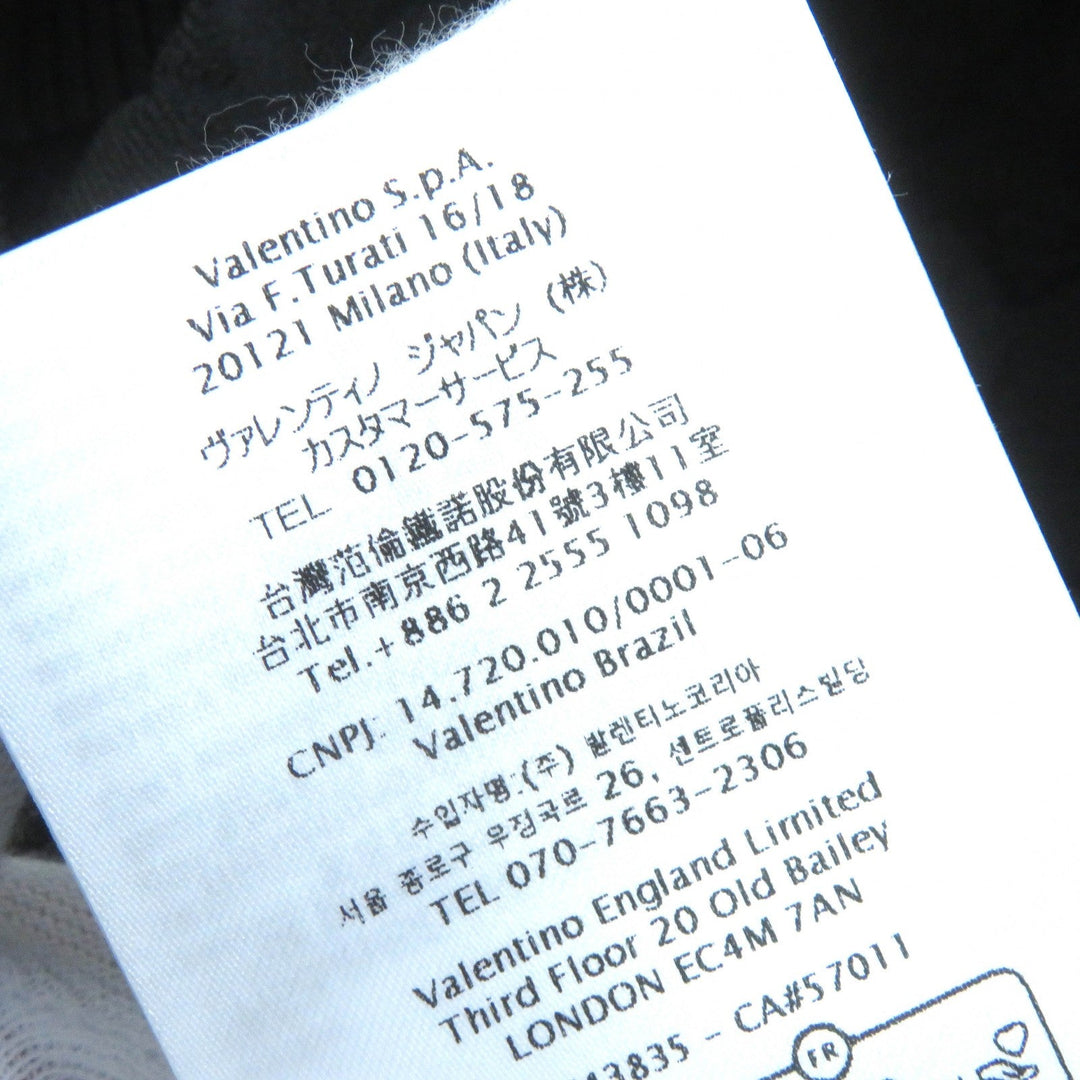 Valentino S.p.A.
Via F.Turati 16/18
20121 Milano (Italy)
ヴァレンティノ ジャパン (株)
カスタマーサービス
TEL 0120-575-255
台灣范倫鐵諾股份有限公司
台北市南京西路41號3樓11室
Tel.+886 2 2555 1098
CNPJ: 14.720.010/0001-06
Valentino Brazil
수입자명:(주) 발렌티노코리아
서울 종로구 우정국로 26, 센트로폴리스빌딩
TEL 070-7663-2306
Valentino England Limited
Third Floor 20 Old Bailey
LONDON EC4M 7AN
3835 - CA#57011
FR